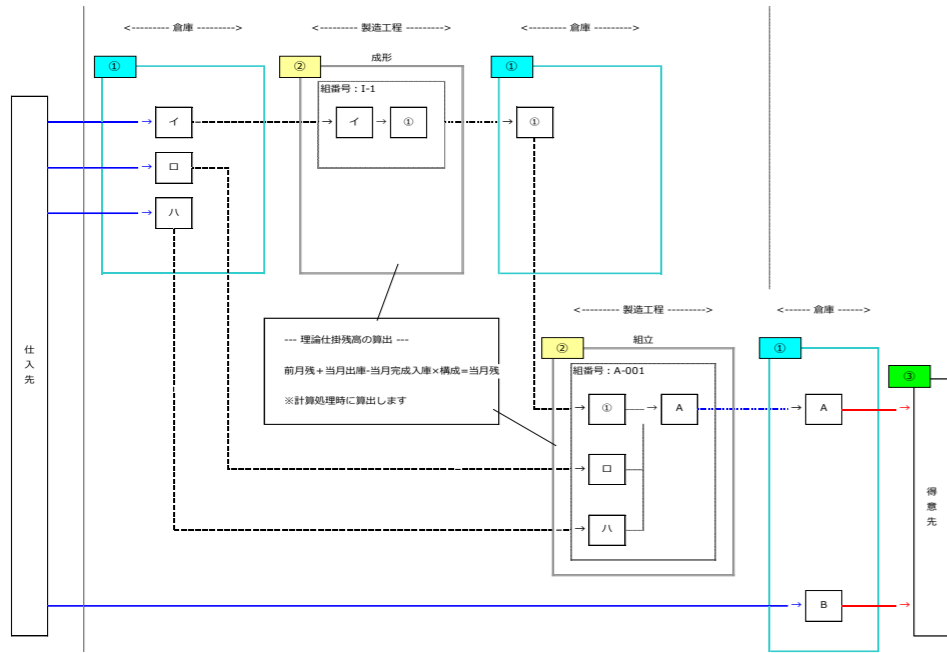 <--------- 倉庫 --------->
<--------- 製造工程 --------->
<--------- 倉庫 --------->
成形
①
②
①
組番号：I-1
→ イ
→ イ → ①
→ ①
→ ロ
→ ハ
<--------- 製造工程 --------->
<------ 倉庫 ------>
組立
--- 理論仕掛残高の算出 ---
前月残＋当月出庫-当月完成入庫×構成=当月残
※計算処理時に算出します
②
①
③
組番号：A-001
→ ① → A
→ A →
→ ロ
→ ハ
→ B →
仕入先
得意先